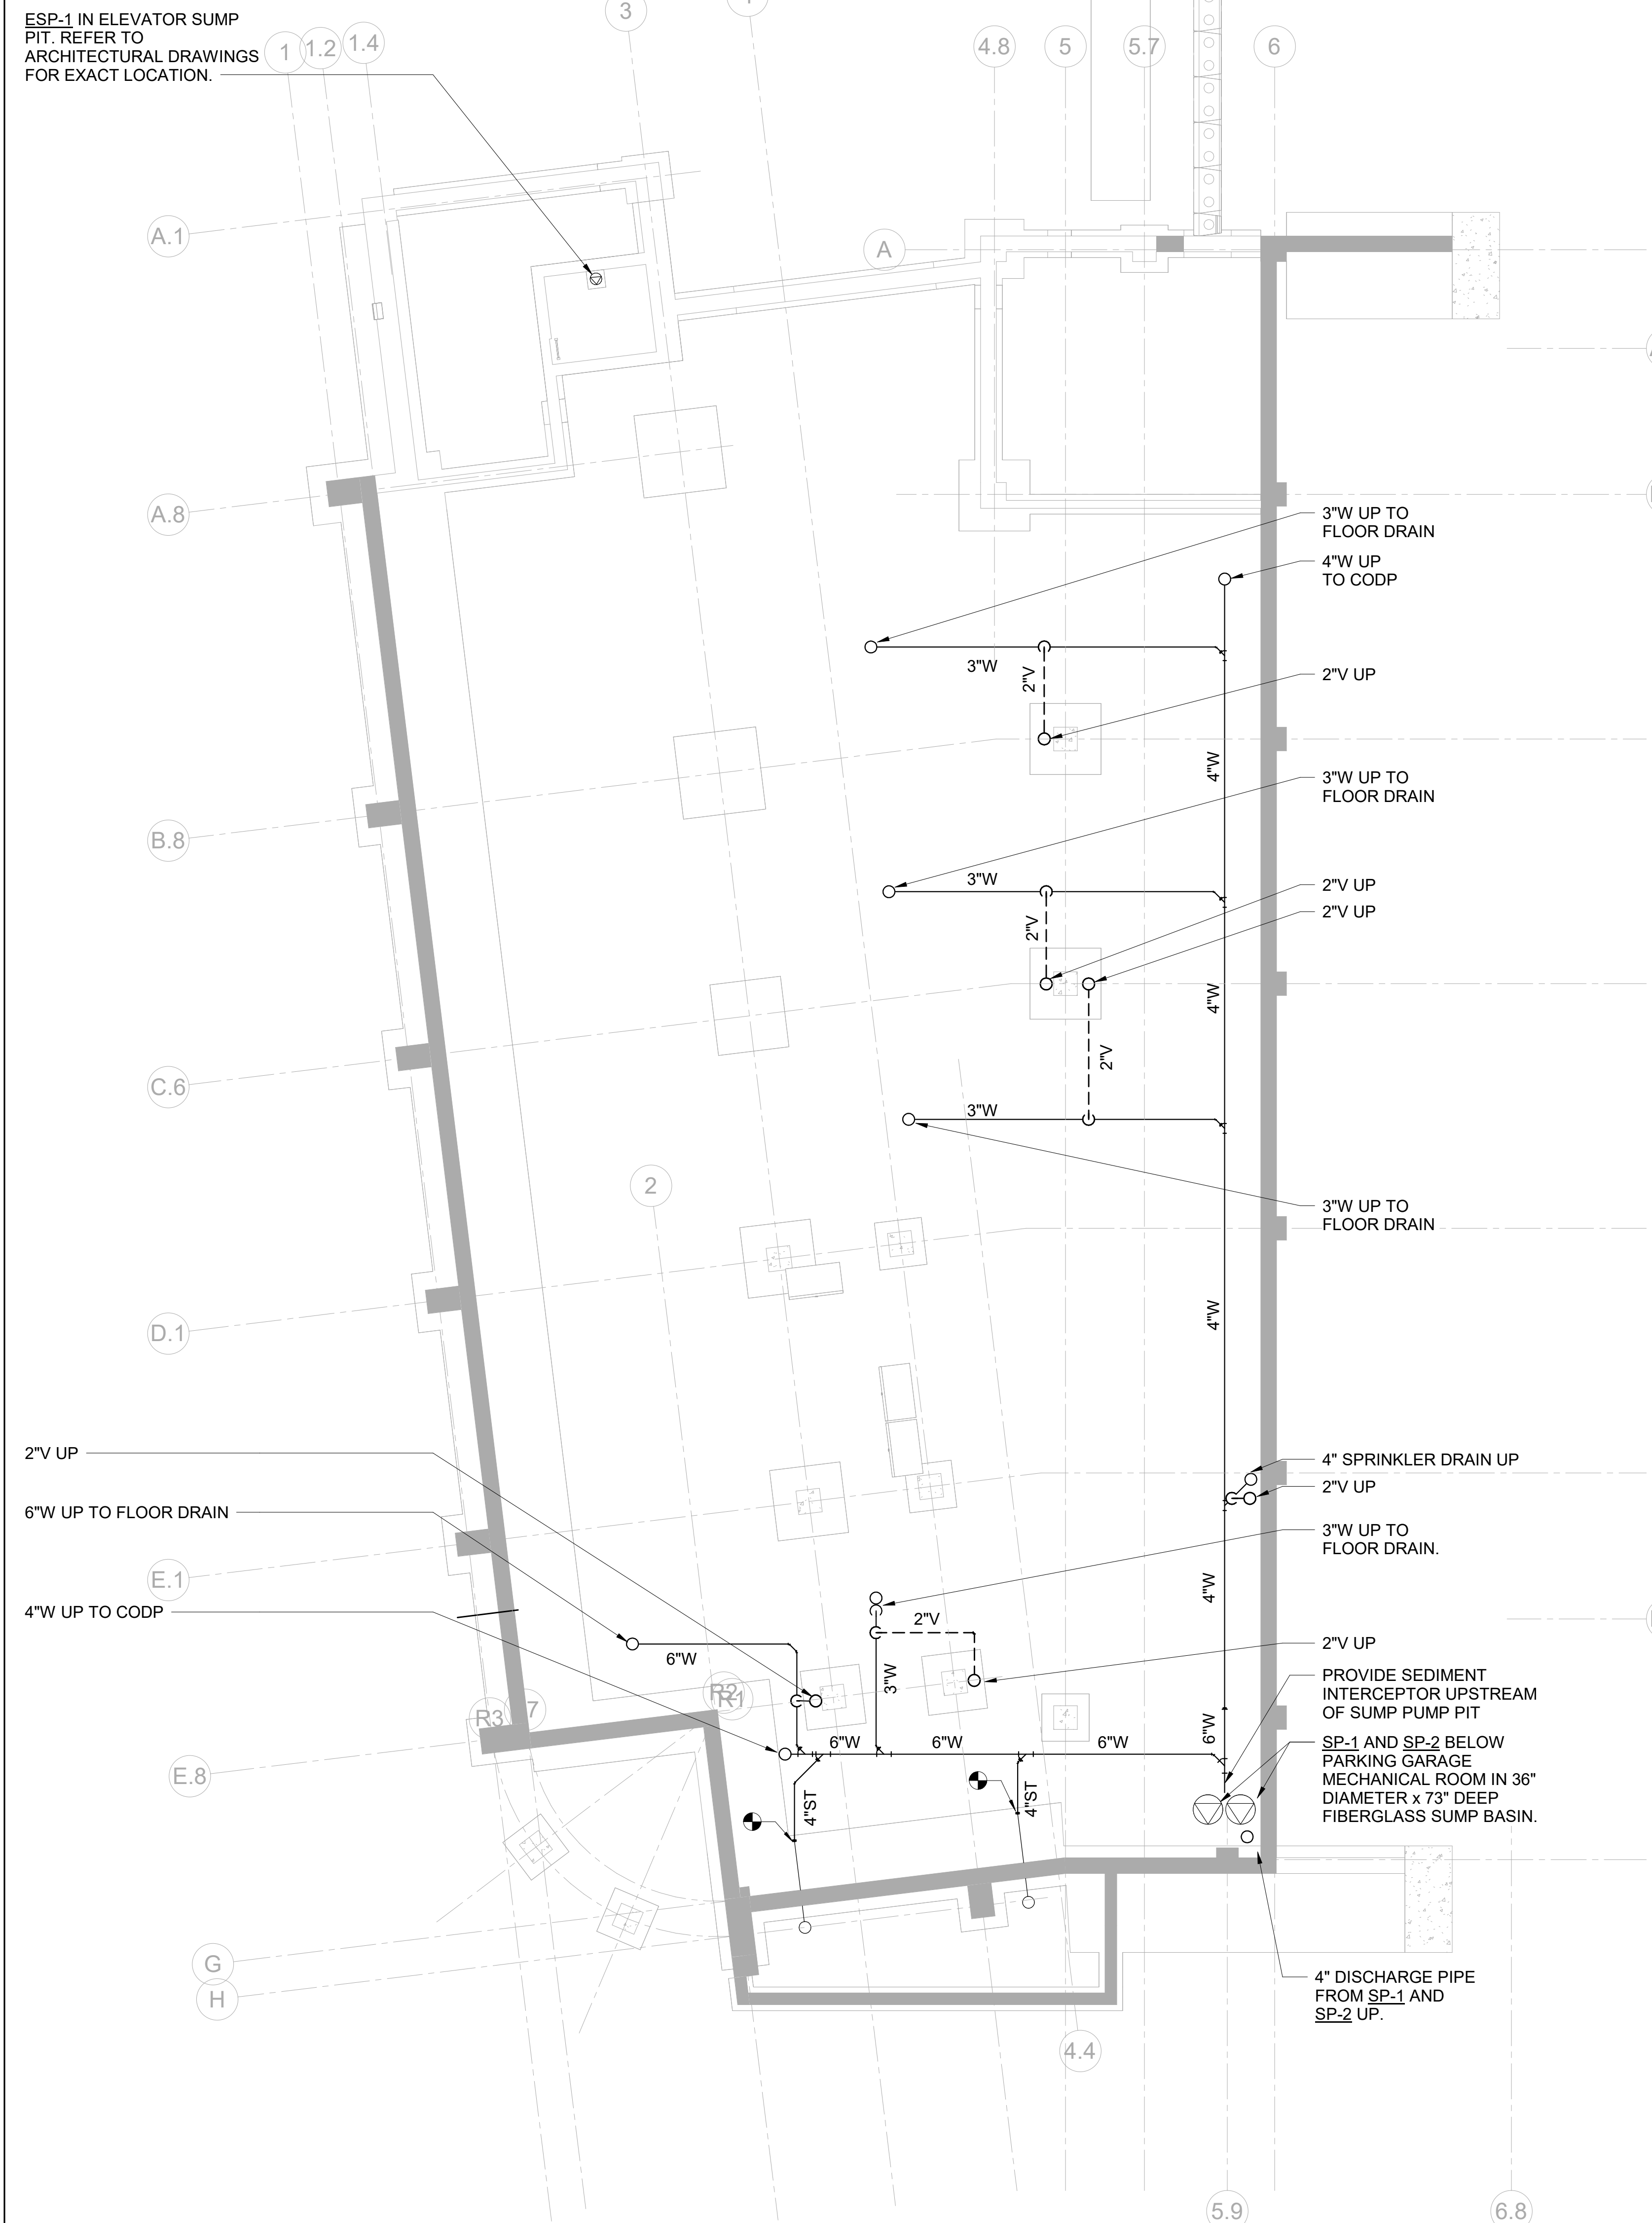 ESP-1 IN ELEVATOR SUMP
PIT. REFER TO
ARCHITECTURAL DRAWINGS
FOR EXACT LOCATION.
1
1.2
1.4
3
4.8
5
5.7
6
A.1
A
A.8
3"W UP TO
FLOOR DRAIN
4"W UP
TO CODP
3"W
2"V
2"V UP
4"W
B.8
3"W UP TO
FLOOR DRAIN
3"W
2"V
2"V UP
2"V UP
4"W
2"V
C.6
3"W
2
3"W UP TO
FLOOR DRAIN
4"W
D.1
2"V UP
6"W UP TO FLOOR DRAIN
4"W UP TO CODP
E.1
4" SPRINKLER DRAIN UP
2"V UP
3"W UP TO
FLOOR DRAIN.
4"W
2"V
6"W
3"W
2"V UP
R3
7
R2
R1
E.8
6"W
6"W
6"W
6"W
PROVIDE SEDIMENT
INTERCEPTOR UPSTREAM
OF SUMP PUMP PIT
SP-1 AND SP-2 BELOW
PARKING GARAGE
MECHANICAL ROOM IN 36"
DIAMETER x 73" DEEP
FIBERGLASS SUMP BASIN.
4"ST
4"ST
G
H
4" DISCHARGE PIPE
FROM SP-1 AND
SP-2 UP.
4.4
5.9
6.8